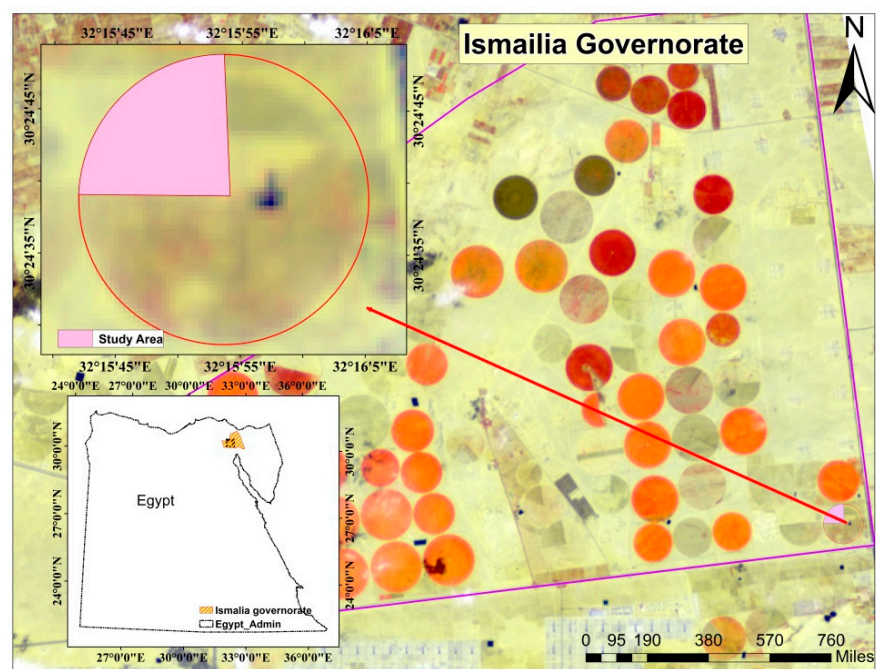 Ismailia Governorate
N
32°15'45"E 32°15'55"E 32°16'5"E
30°24'45"N
30°24'35"N
30°24'45"N
30°24'35"N
Study Area
32°15'45"E 32°15'55"E 32°16'5"E
24°0'0"E 27°0'0"E 30°0'0"E 33°0'0"E 36°0'0"E
30°0'0"N
27°0'0"N
24°0'0"N
30°0'0"N
27°0'0"N
24°0'0"N
Egypt
Ismalia governorate
Egypt_Admin
27°0'0"E 30°0'0"E 33°0'0"E 36°0'0"E
0 95 190 380 570 760
Miles